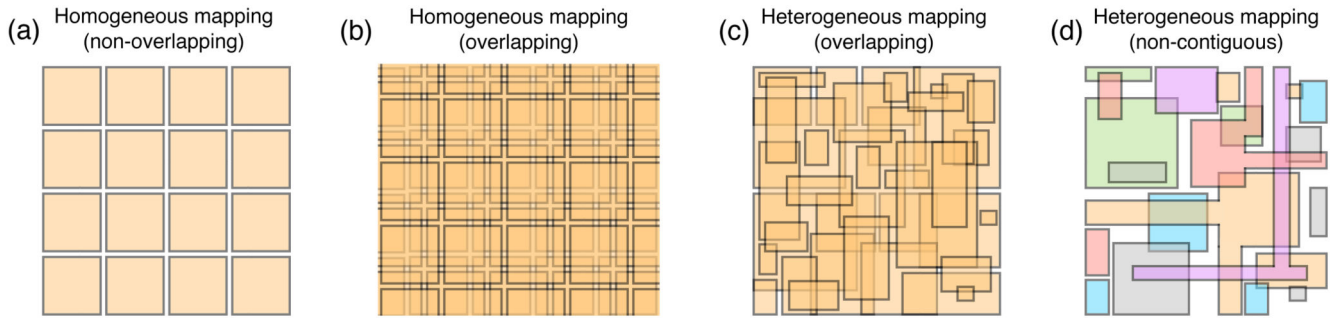 (a) Homogeneous mapping
(non-overlapping)
(b) Homogeneous mapping
(overlapping)
(c) Heterogeneous mapping
(overlapping)
(d) Heterogeneous mapping
(non-contiguous)